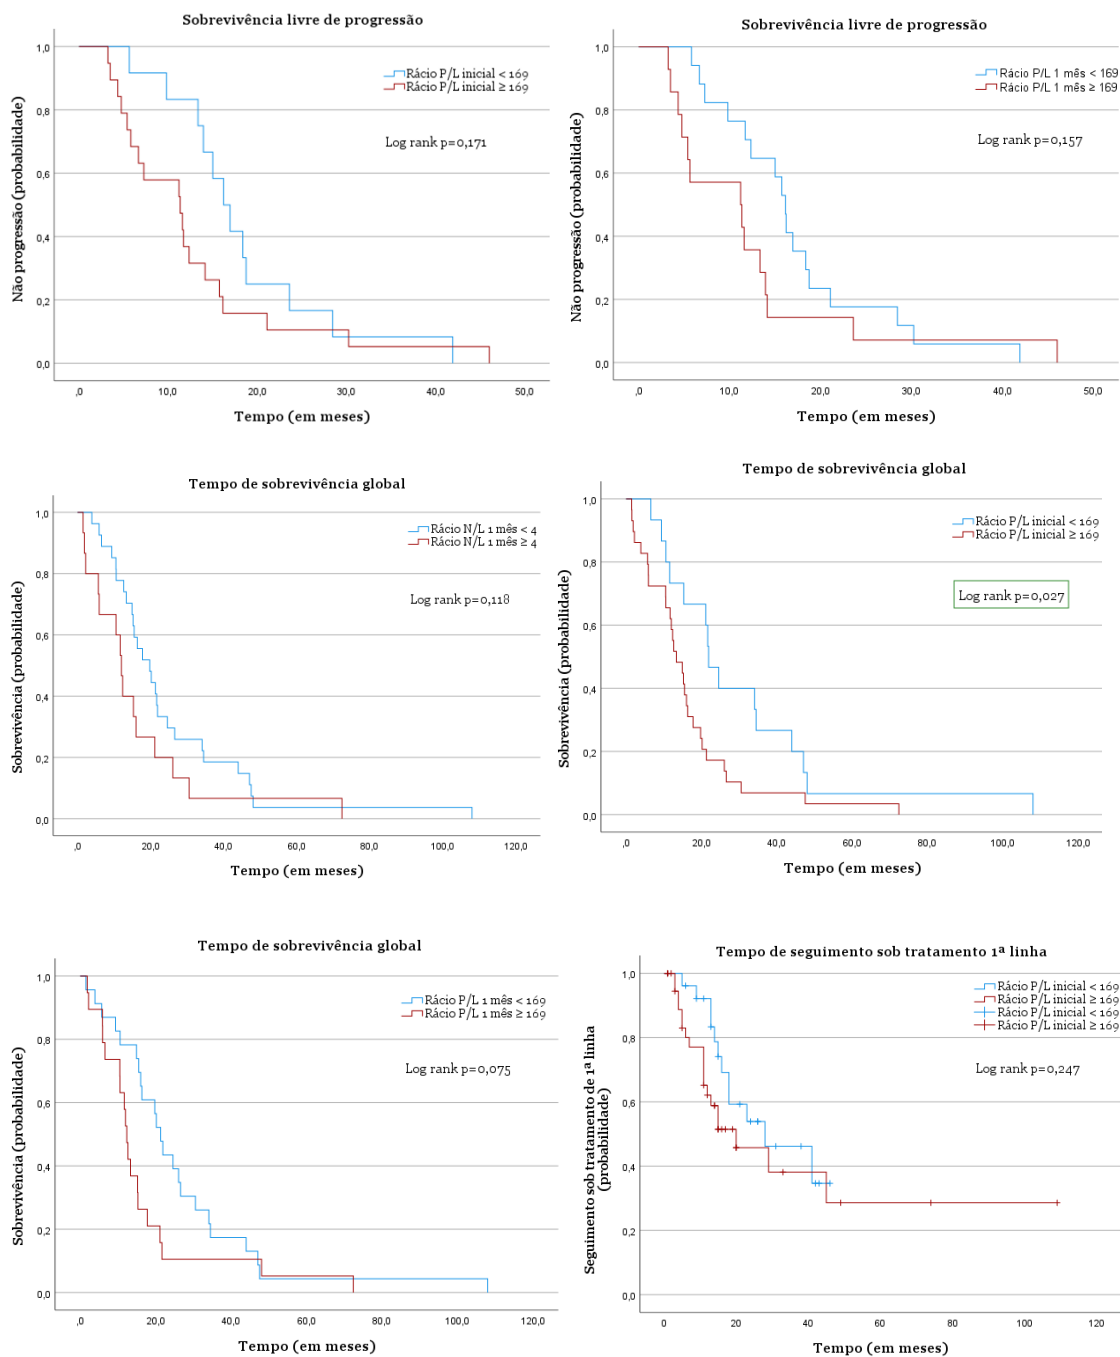 Sobrevivência livre de progressão
Não progressão (probabilidade)
1,0
0,8
0,6
0,4
0,2
0,0
Rácio P/L inicial < 169
Rácio P/L inicial ≥ 169
Log rank p=0,171
,0 10,0 20,0 30,0 40,0 50,0
Tempo (em meses)
Sobrevivência livre de progressão
Não progressão (probabilidade)
1,0
0,8
0,6
0,4
0,2
0,0
Rácio P/L 1 mês < 169
Rácio P/L 1 mês ≥ 169
Log rank p=0,157
,0 10,0 20,0 30,0 40,0 50,0
Tempo (em meses)
Tempo de sobrevivência global
Sobrevivência (probabilidade)
1,0
0,8
0,6
0,4
0,2
0,0
Rácio N/L 1 mês < 4
Rácio N/L 1 mês ≥ 4
Log rank p=0,118
,0 20,0 40,0 60,0 80,0 100,0 120,0
Tempo (em meses)
Tempo de sobrevivência global
Sobrevivência (probabilidade)
1,0
0,8
0,6
0,4
0,2
0,0
Rácio P/L inicial < 169
Rácio P/L inicial ≥ 169
Log rank p=0,027
,0 20,0 40,0 60,0 80,0 100,0 120,0
Tempo (em meses)
Tempo de sobrevivência global
Sobrevivência (probabilidade)
1,0
0,8
0,6
0,4
0,2
0,0
Rácio P/L 1 mês < 169
Rácio P/L 1 mês ≥ 169
Log rank p=0,075
,0 20,0 40,0 60,0 80,0 100,0 120,0
Tempo (em meses)
Tempo de seguimento sob tratamento 1ª linha
Seguimento sob tratamento de 1ª linha
(probabilidade)
1,0
0,8
0,6
0,4
0,2
0,0
Rácio P/L inicial < 169
Rácio P/L inicial ≥ 169
Rácio P/L inicial < 169
Rácio P/L inicial ≥ 169
Log rank p=0,247
0 20 40 60 80 100 120
Tempo (em meses)